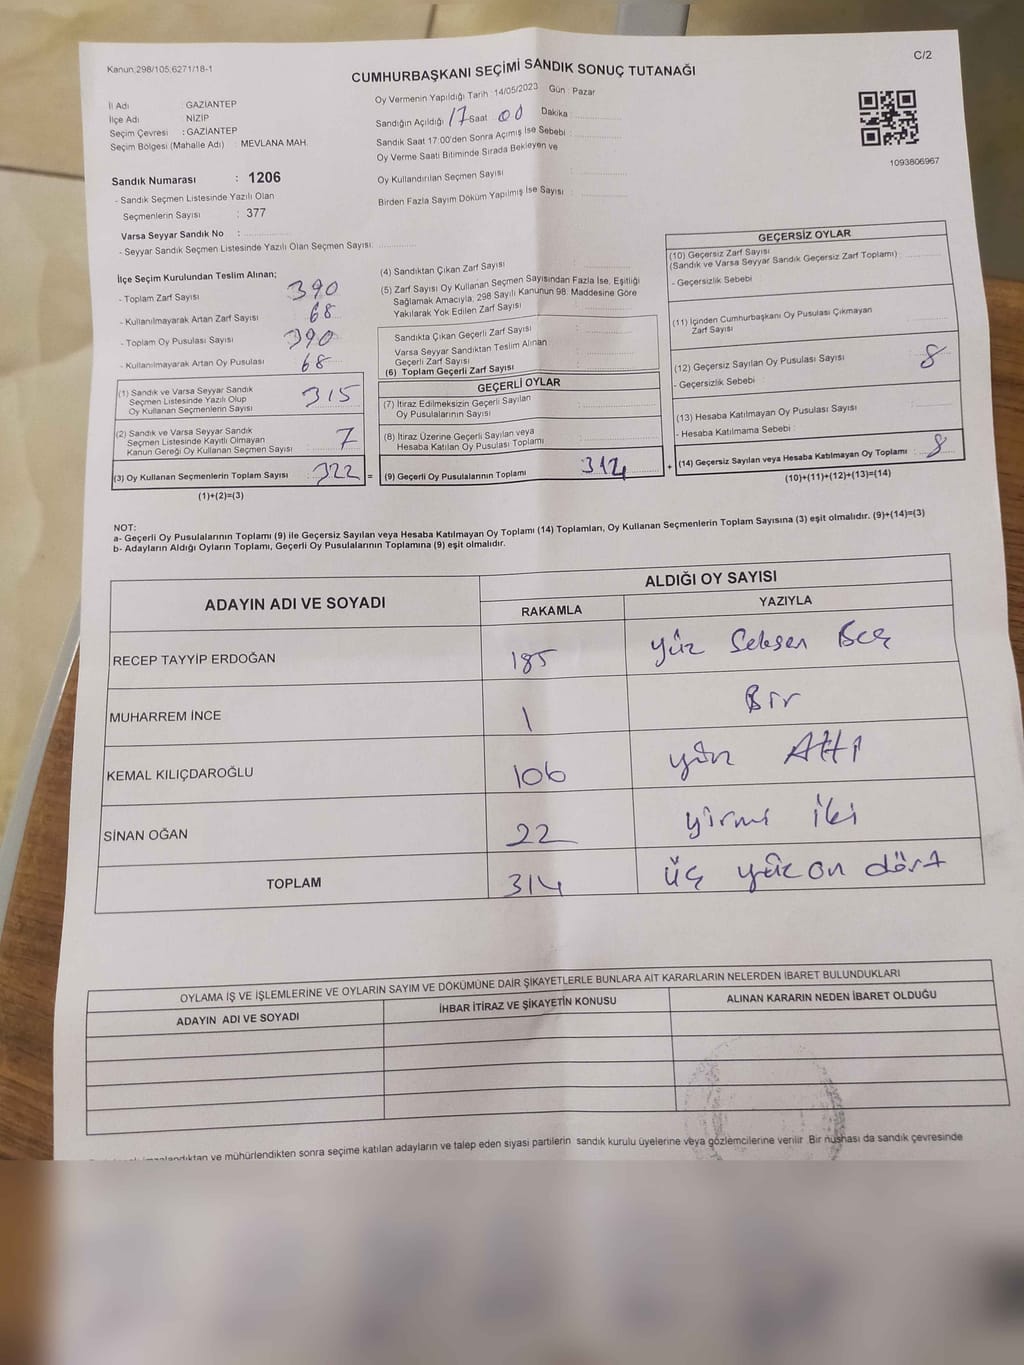 Kanun.298/105,6271/18-1
C/2
CUMHURBAŞKANI SEÇİMİ SANDIK SONUÇ TUTANAĞI
İl Adı : GAZİANTEP
İlçe Adı : NİZİP
Seçim Çevresi : GAZİANTEP
Seçim Bölgesi (Mahalle Adı) : MEVLANA MAH.
Oy Vermenin Yapıldığı Tarih : 14/05/2023 Gün : Pazar
Sandığın Açıldığı 17 Saat 00 Dakika
Sandık Saat 17:00'den Sonra Açımış İse Sebebi :
Oy Verme Saati Bitiminde Sırada Bekleyen ve
Oy Kullandırılan Seçmen Sayısı :
Birden Fazla Sayım Döküm Yapılmış İse Sayısı :
1093806967
Sandık Numarası : 1206
- Sandık Seçmen Listesinde Yazılı Olan
Seçmenlerin Sayısı : 377
Varsa Seyyar Sandık No :
- Seyyar Sandık Seçmen Listesinde Yazılı Olan Seçmen Sayısı:
İlçe Seçim Kurulundan Teslim Alınan;
- Toplam Zarf Sayısı 390
- Kullanılmayarak Artan Zarf Sayısı 68
- Toplam Oy Pusulası Sayısı 390
- Kullanılmayarak Artan Oy Pusulası 68
(1) Sandık ve Varsa Seyyar Sandık
Seçmen Listesinde Yazılı Olup
Oy Kullanan Seçmenlerin Sayısı 315
(2) Sandık ve Varsa Seyyar Sandık
Seçmen Listesinde Kayıtlı Olmayan
Kanun Gereği Oy Kullanan Seçmen Sayısı : 7
(3) Oy Kullanan Seçmenlerin Toplam Sayısı : 322 =
(1)+(2)=(3)
(4) Sandıktan Çıkan Zarf Sayısı :
(5) Zarf Sayısı Oy Kullanan Seçmen Sayısından Fazla İse, Eşitliği
Sağlamak Amacıyla, 298 Sayılı Kanunun 98. Maddesine Göre
Yakılarak Yok Edilen Zarf Sayısı :
Sandıkta Çıkan Geçerli Zarf Sayısı :
Varsa Seyyar Sandıktan Teslim Alınan
Geçerli Zarf Sayısı :
(6) Toplam Geçerli Zarf Sayısı :
GEÇERLİ OYLAR
(7) İtiraz Edilmeksizin Geçerli Sayılan
Oy Pusulalarının Sayısı :
(8) İtiraz Üzerine Geçerli Sayılan veya
Hesaba Katılan Oy Pusulası Toplamı :
(9) Geçerli Oy Pusulalarının Toplamı : 314 +
GEÇERSİZ OYLAR
(10) Geçersiz Zarf Sayısı
(Sandık ve Varsa Seyyar Sandık Geçersiz Zarf Toplamı) :
- Geçersizlik Sebebi :
(11) İçinden Cumhurbaşkanı Oy Pusulası Çıkmayan
Zarf Sayısı :
(12) Geçersiz Sayılan Oy Pusulası Sayısı : 8
- Geçersizlik Sebebi :
(13) Hesaba Katılmayan Oy Pusulası Sayısı :
- Hesaba Katılmama Sebebi :
(14) Geçersiz Sayılan veya Hesaba Katılmayan Oy Toplamı : 8
(10)+(11)+(12)+(13)=(14)
NOT:
a- Geçerli Oy Pusulalarının Toplamı (9) ile Geçersiz Sayılan veya Hesaba Katılmayan Oy Toplamı (14) Toplamları, Oy Kullanan Seçmenlerin Toplam Sayısına (3) eşit olmalıdır. (9)+(14)=(3)
b- Adayların Aldığı Oyların Toplamı, Geçerli Oy Pusulalarının Toplamına (9) eşit olmalıdır.
ADAYIN ADI VE SOYADI
ALDIĞI OY SAYISI
RAKAMLA YAZIYLA
RECEP TAYYİP ERDOĞAN 185 yüz Seksen Beş
MUHARREM İNCE 1 Bir
KEMAL KILIÇDAROĞLU 106 yüz Altı
SİNAN OĞAN 22 yirmi iki
TOPLAM 314 üç yüz on dört
OYLAMA İŞ VE İŞLEMLERİNE VE OYLARIN SAYIM VE DÖKÜMÜNE DAİR ŞİKAYETLERLE BUNLARA AİT KARARLARIN NELERDEN İBARET BULUNDUKLARI
ADAYIN ADI VE SOYADI İHBAR İTİRAZ VE ŞİKAYETİN KONUSU ALINAN KARARIN NEDEN İBARET OLDUĞU
ve mühürlendikten sonra seçime katılan adayların ve talep eden siyasi partilerin sandık kurulu üyelerine veya gözlemcilerine verilir. Bir nüshası da sandık çevresinde